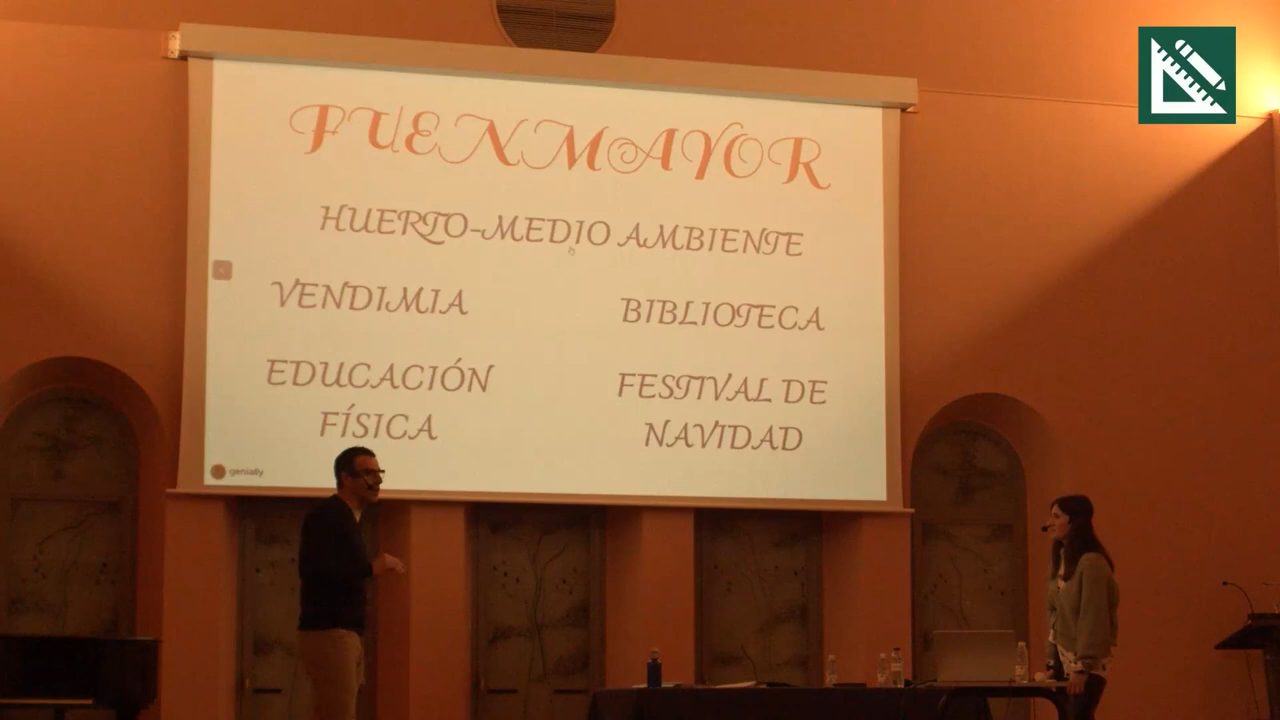 FUENMAYOR
HUERTO-MEDIO AMBIENTE
VENDIMIA
BIBLIOTECA
EDUCACIÓN
FÍSICA
FESTIVAL DE
NAVIDAD
genially